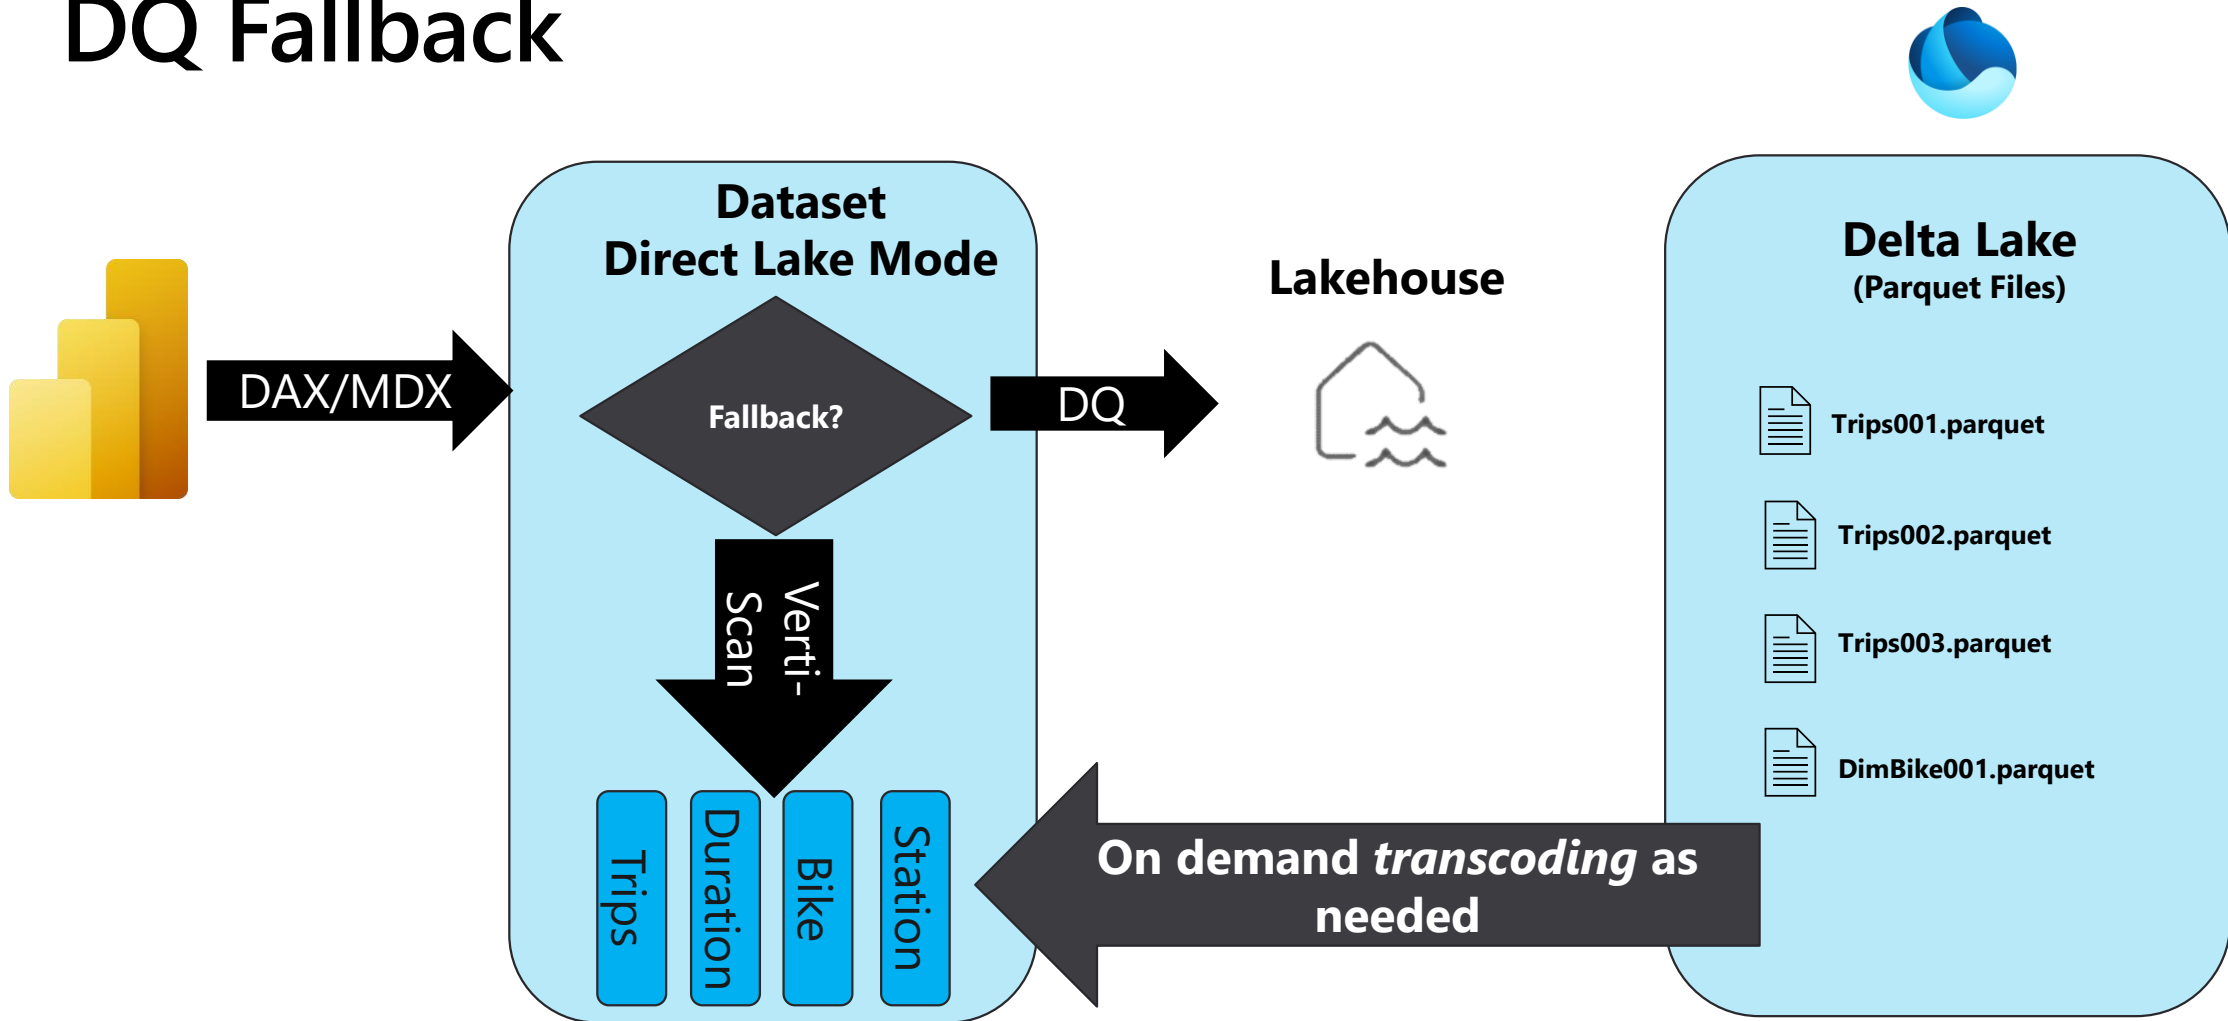 DQ Fallback
Dataset
Direct Lake Mode
DAX/MDX
Fallback?
DQ
Lakehouse
Verti-
Scan
Trips
Duration
Bike
Station
On demand transcoding as
needed
Delta Lake
(Parquet Files)
Trips001.parquet
Trips002.parquet
Trips003.parquet
DimBike001.parquet